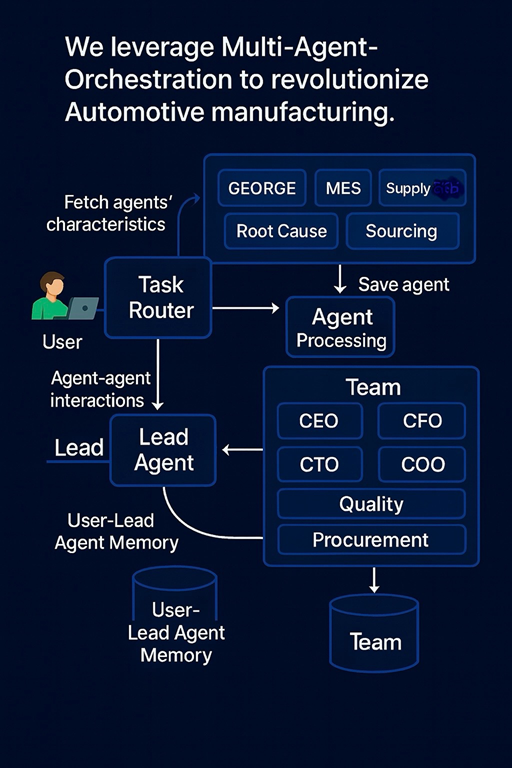 We leverage Multi-Agent-
Orchestration to revolutionize
Automotive manufacturing.
Fetch agents’
characteristics
GEORGE
MES
Supply
Root Cause
Sourcing
Save agent
Task
Router
User
Agent
Processing
Agent-agent
interactions
Team
CEO
CFO
CTO
COO
Quality
Procurement
Lead
Lead
Agent
User-Lead
Agent Memory
User-
Lead Agent
Memory
Team